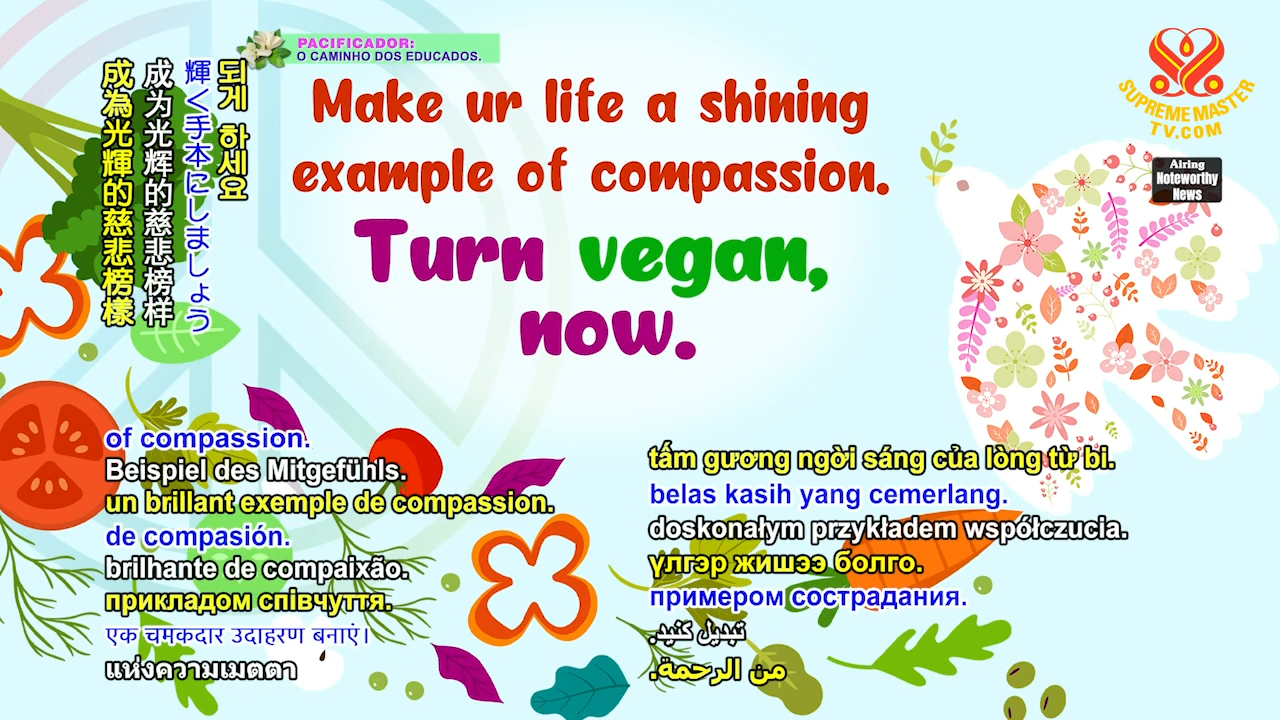 PACIFICADOR:
O CAMINHO DOS EDUCADOS.
Make ur life a shining
example of compassion.
Turn vegan,
now.
SUPREME MASTER
TV.COM
Airing
Noteworthy
News
되게 하세요
輝く手本にしましょう
成为光辉的慈悲榜样
成為光輝的慈悲榜樣
of compassion.
Beispiel des Mitgefühls.
un brillant exemple de compassion.
de compasión.
brilhante de compaixão.
прикладом співчуття.
एक चमकदार उदाहरण बनाएं।
แห่งความเมตตา
tấm gương ngời sáng của lòng từ bi.
belas kasih yang cemerlang.
doskonałym przykładem współczucia.
үлгэр жишээ болго.
примером сострадания.
تبدیل کنید.
من الرحمة.